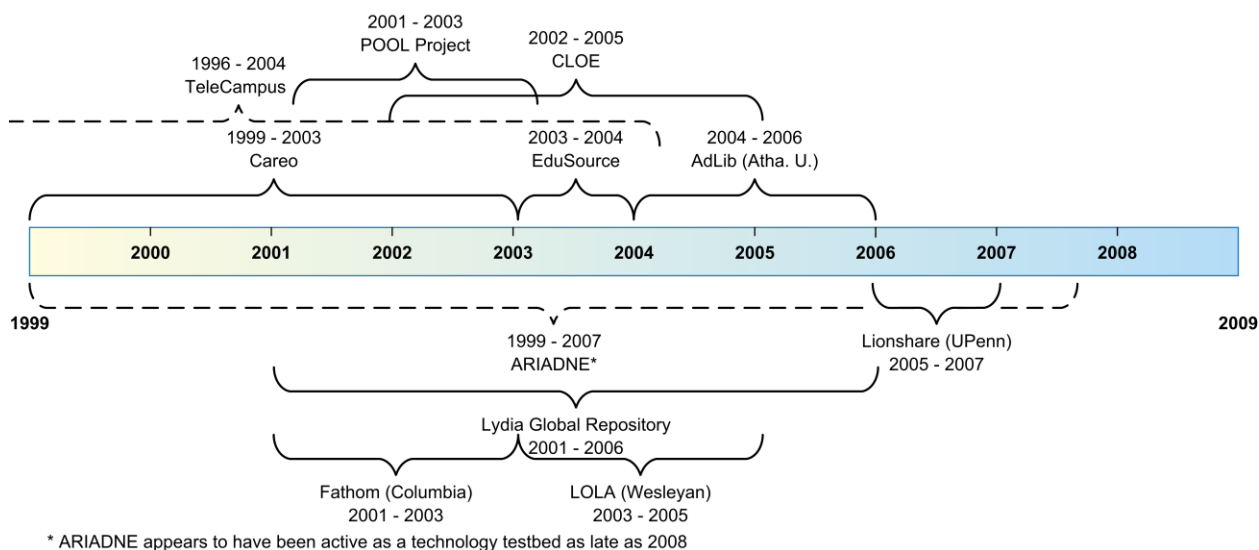 2001 - 2003
POOL Project
2002 - 2005
CLOE
1996 - 2004
TeleCampus
1999 - 2003
Careo
2003 - 2004
EduSource
2004 - 2006
AdLib (Atha. U.)
2000 2001 2002 2003 2004 2005 2006 2007 2008
1999
2009
1999 - 2007
ARIADNE*
Lionshare (UPenn)
2005 - 2007
Lydia Global Repository
2001 - 2006
Fathom (Columbia)
2001 - 2003
LOLA (Wesleyan)
2003 - 2005
* ARIADNE appears to have been active as a technology testbed as late as 2008